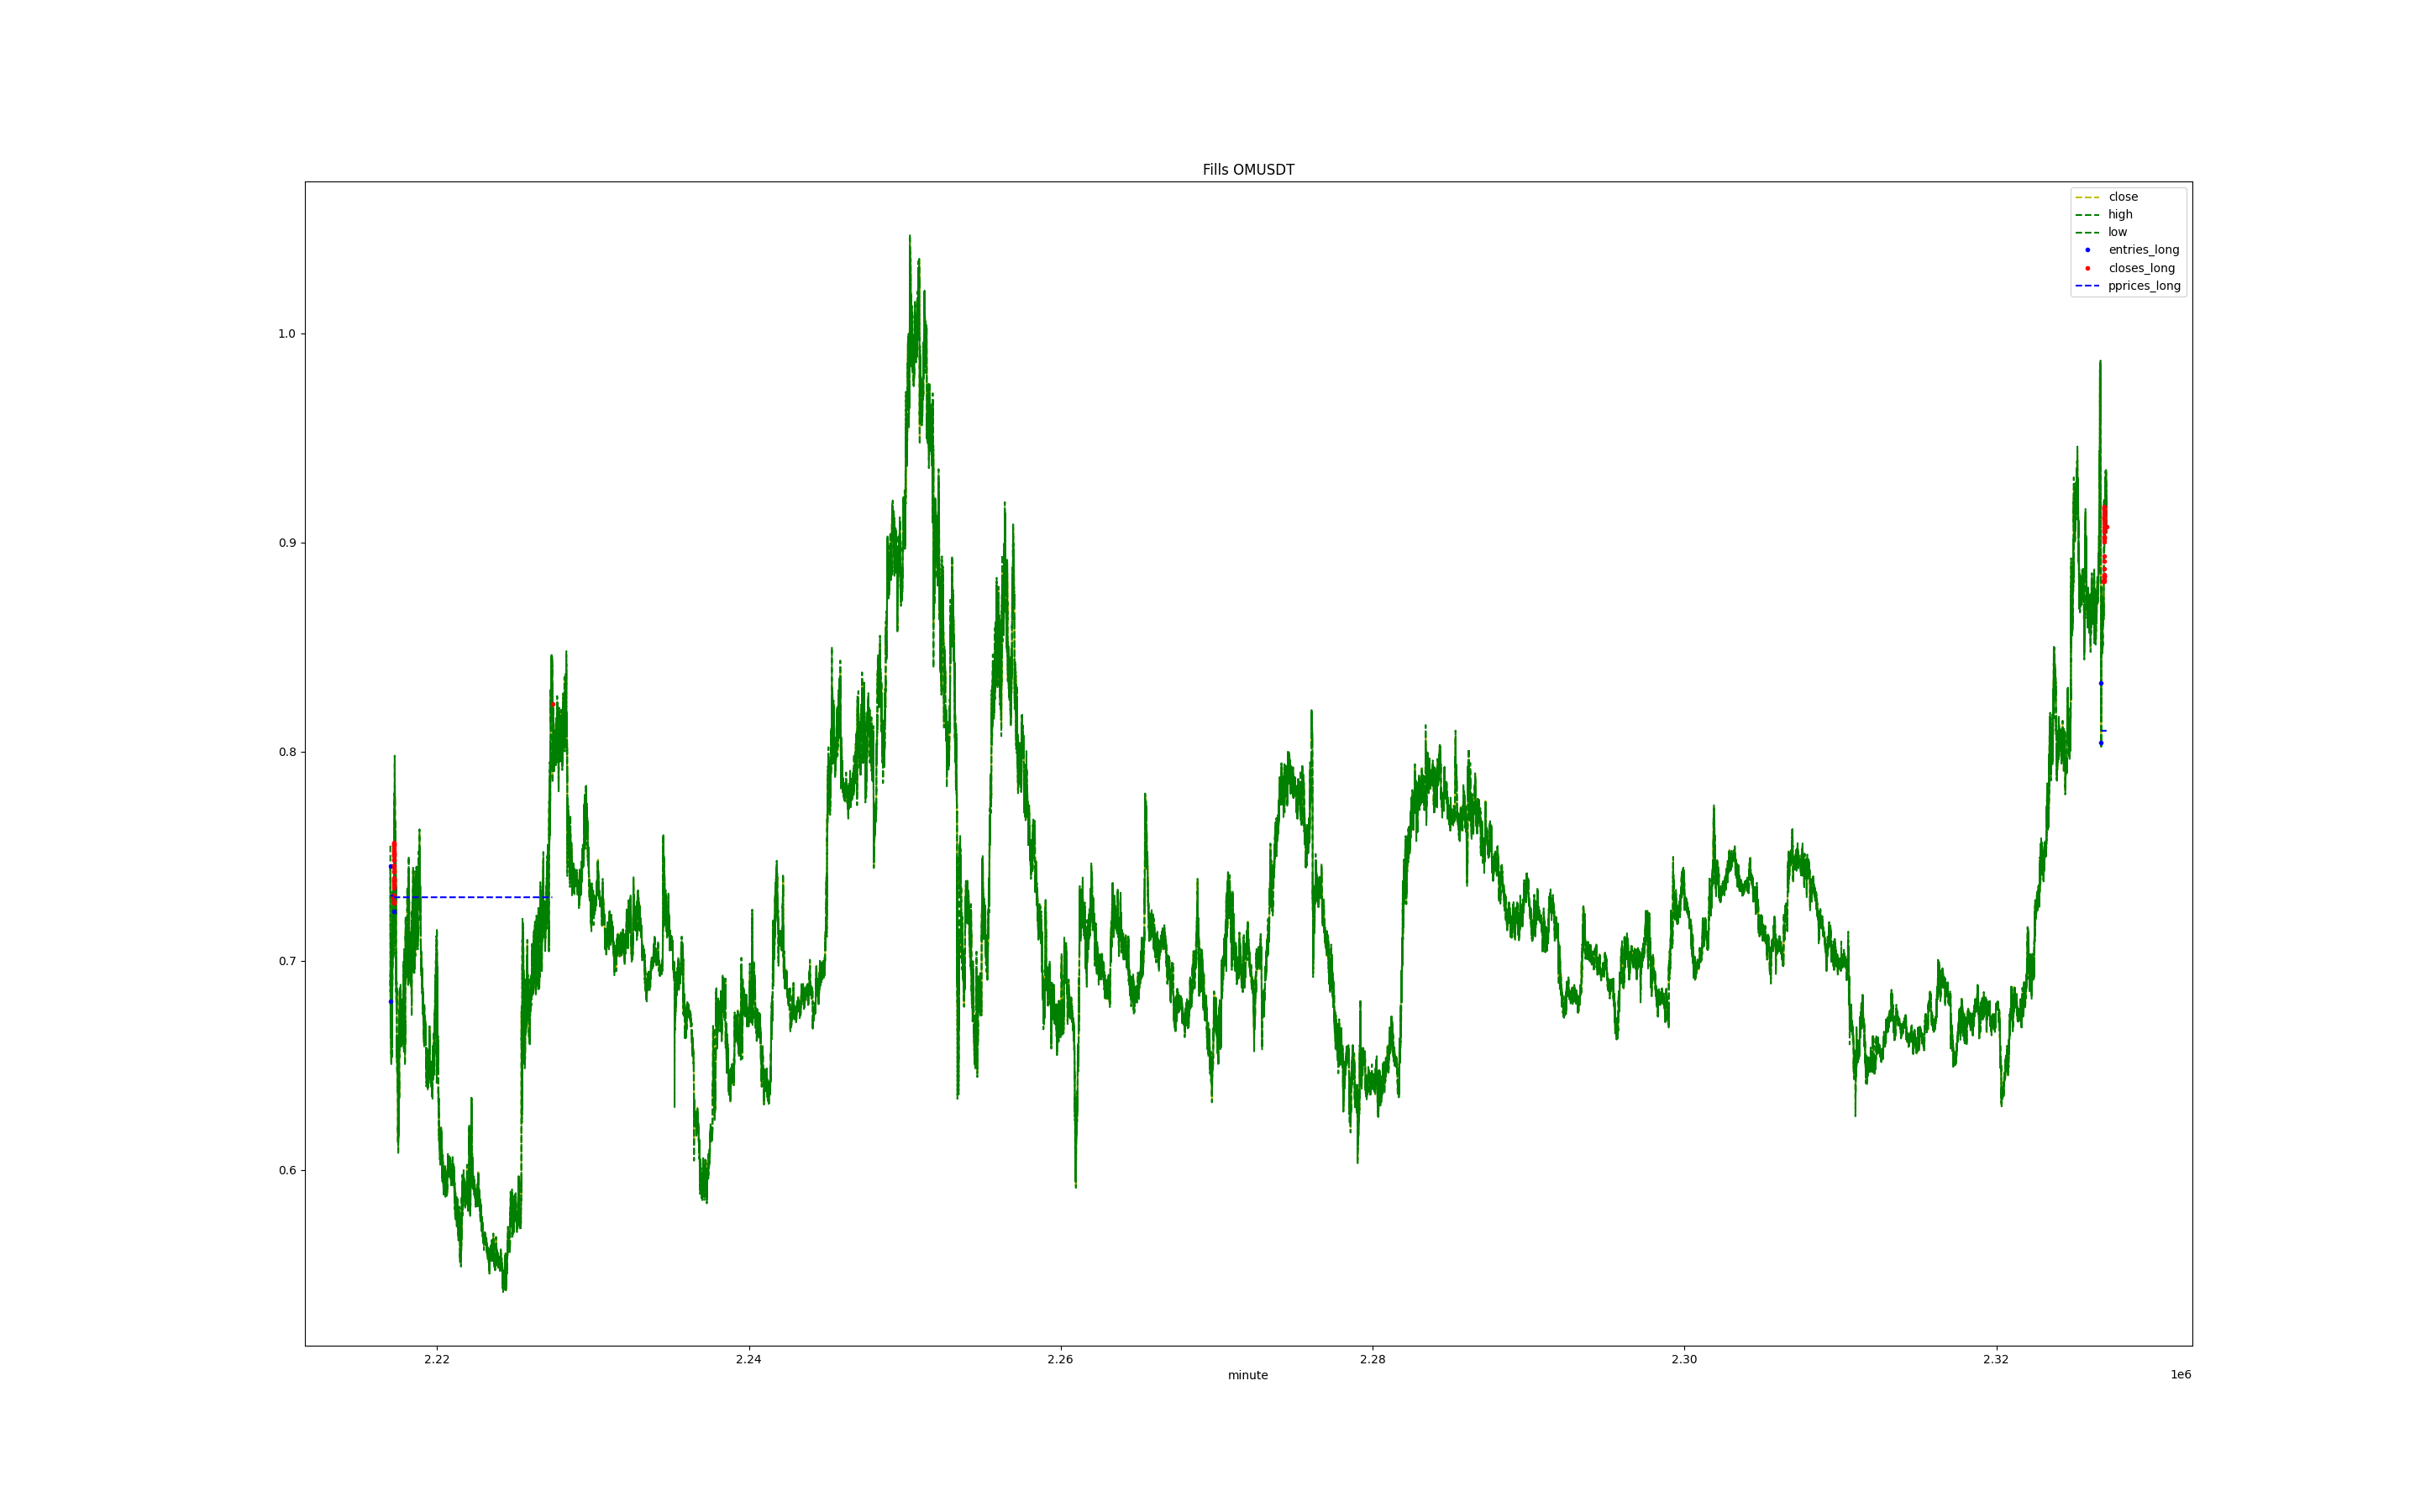 Fills OMUSDT
close
high
low
entries_long
closes_long
pprices_long
1.0
0.9
0.8
0.7
0.6
2.22
2.24
2.26
2.28
2.30
2.32
minute
1e6